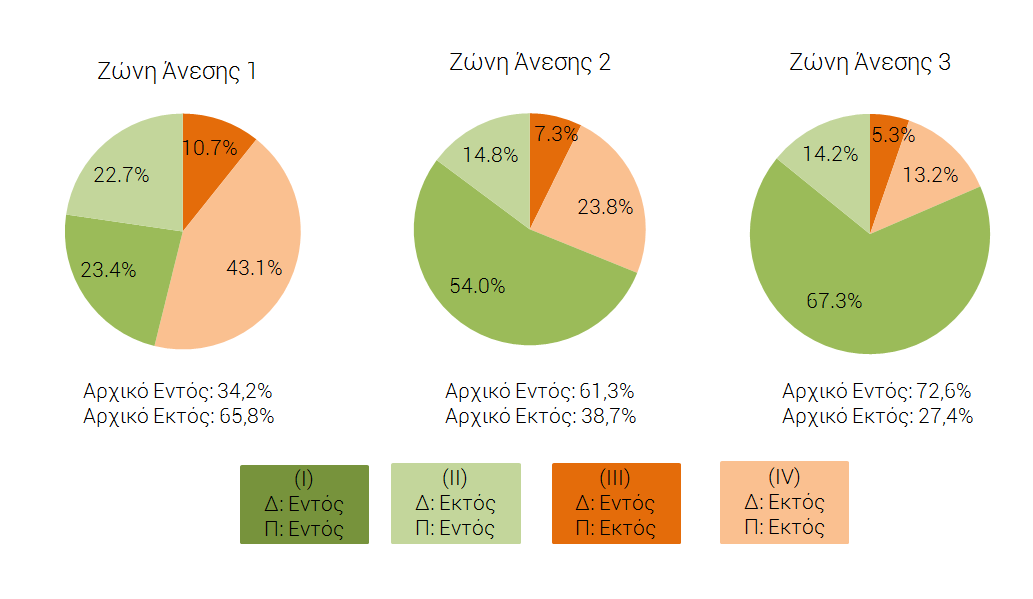 Ζώνη Άνεσης 1
Ζώνη Άνεσης 2
Ζώνη Άνεσης 3
10.7%
22.7%
23.4%
43.1%
7.3%
14.8%
23.8%
54.0%
5.3%
14.2%
13.2%
67.3%
Αρχικό Εντός: 34,2%
Αρχικό Εκτός: 65,8%
Αρχικό Εντός: 61,3%
Αρχικό Εκτός: 38,7%
Αρχικό Εντός: 72,6%
Αρχικό Εκτός: 27,4%
(I)
Δ: Εντός
Π: Εντός
(II)
Δ: Εκτός
Π: Εντός
(III)
Δ: Εντός
Π: Εκτός
(IV)
Δ: Εκτός
Π: Εκτός